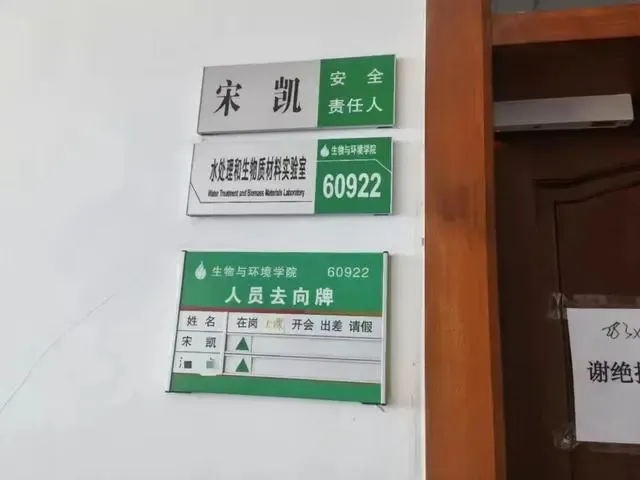 宋 凯
安 全
责任人
水处理和生物质材料实验室
Water Treatment and Biomass Materials Laboratory
生物与环境学院
60922
生物与环境学院 60922
人员去向牌
姓 名 在岗 上课 开会 出差 请假
宋 凯
谢绝